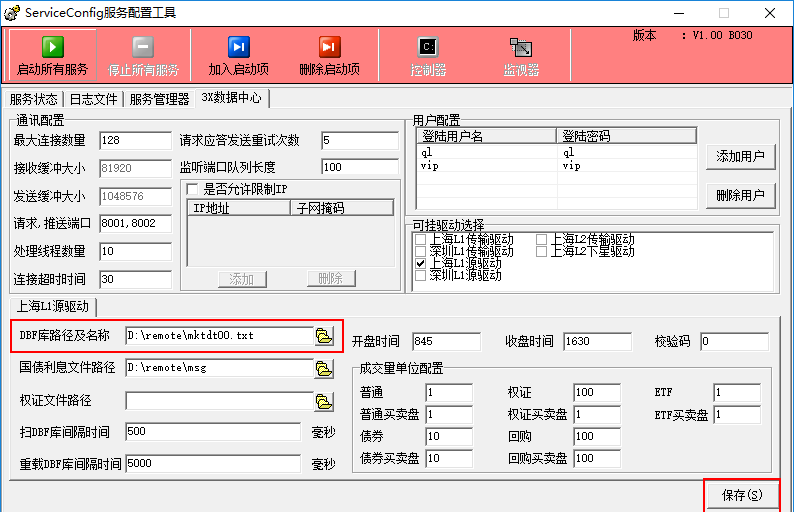 ServiceConfig服务配置工具
启动所有服务 停止所有服务 加入启动项 删除启动项 控制器 监视器 版本 : V1.00 B030
服务状态 日志文件 服务管理器 3X数据中心
通讯配置
最大连接数量 128 请求应答发送重试次数 5
接收缓冲大小 81920 监听端口队列长度 100
发送缓冲大小 1048576 是否允许限制IP
请求,推送端口 8001,8002 IP地址 子网掩码
处理线程数量 10
连接超时时间 30 添加 删除
用户配置
登陆用户名 登陆密码
ql ql
vip vip
添加用户
删除用户
可挂驱动选择
上海L1传输驱动 上海L2传输驱动
深圳L1传输驱动 上海L2下星驱动
上海L1源驱动
深圳L1源驱动
上海L1源驱动
DBF库路径及名称 D:\remote\mktdt00.txt
国债利息文件路径 D:\remote\msg
权证文件路径
扫DBF库间隔时间 500 毫秒
重载DBF库间隔时间 5000 毫秒
开盘时间 845 收盘时间 1630 校验码 0
成交量单位配置
普通 1 权证 100 ETF 1
普通买卖盘 1 权证买卖盘 1 ETF买卖盘 1
债券 10 回购 100
债券买卖盘 10 回购买卖盘 100
保存(S)